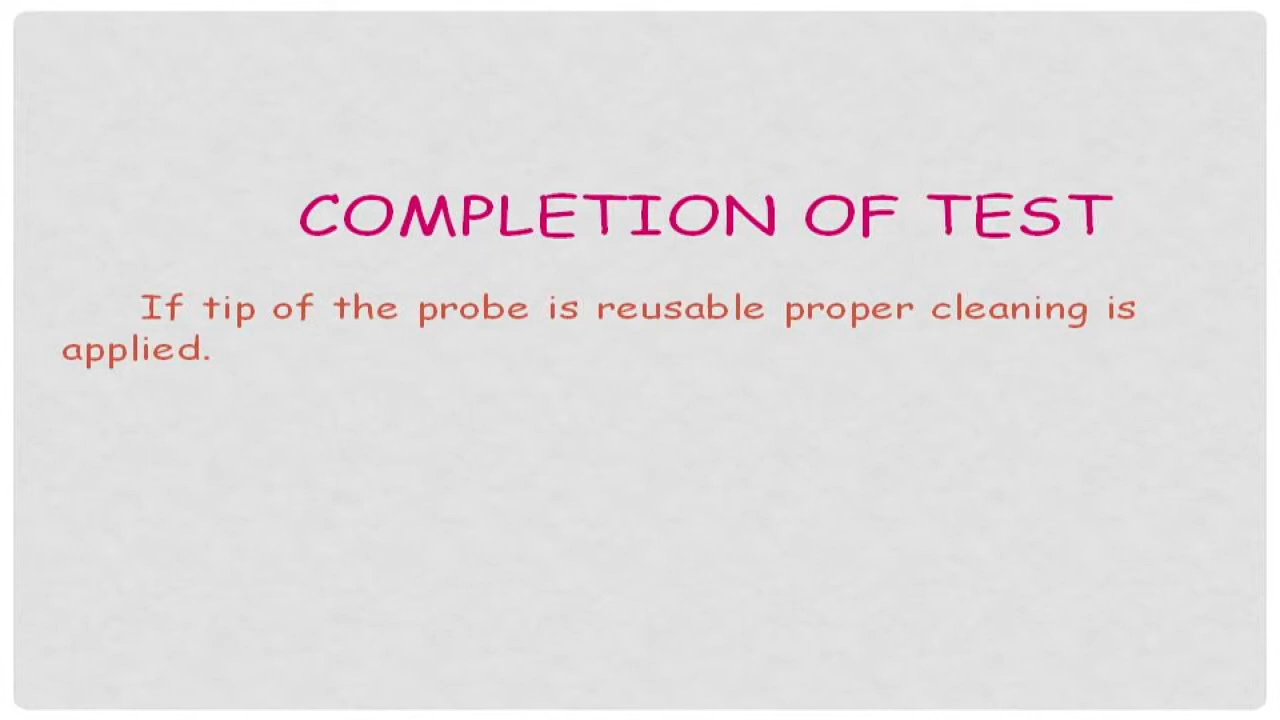 COMPLETION OF TEST
If tip of the probe is reusable proper cleaning is
applied.